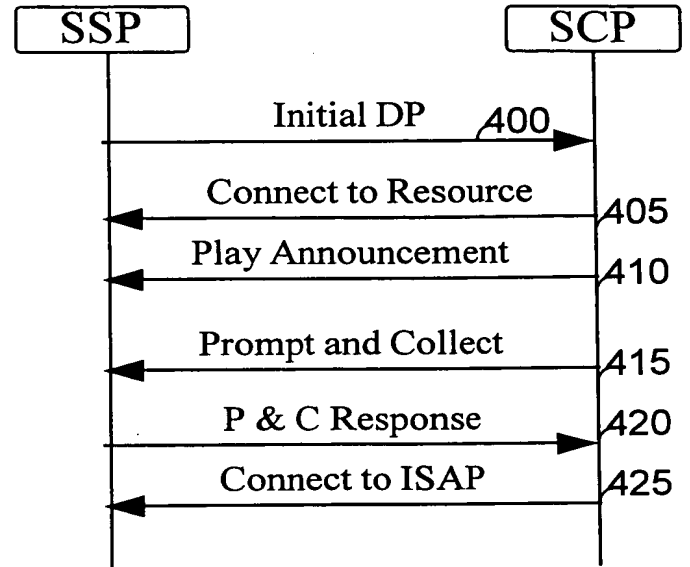 SSP SCP
Initial DP 400
Connect to Resource 405
Play Announcement 410
Prompt and Collect 415
P & C Response 420
Connect to ISAP 425